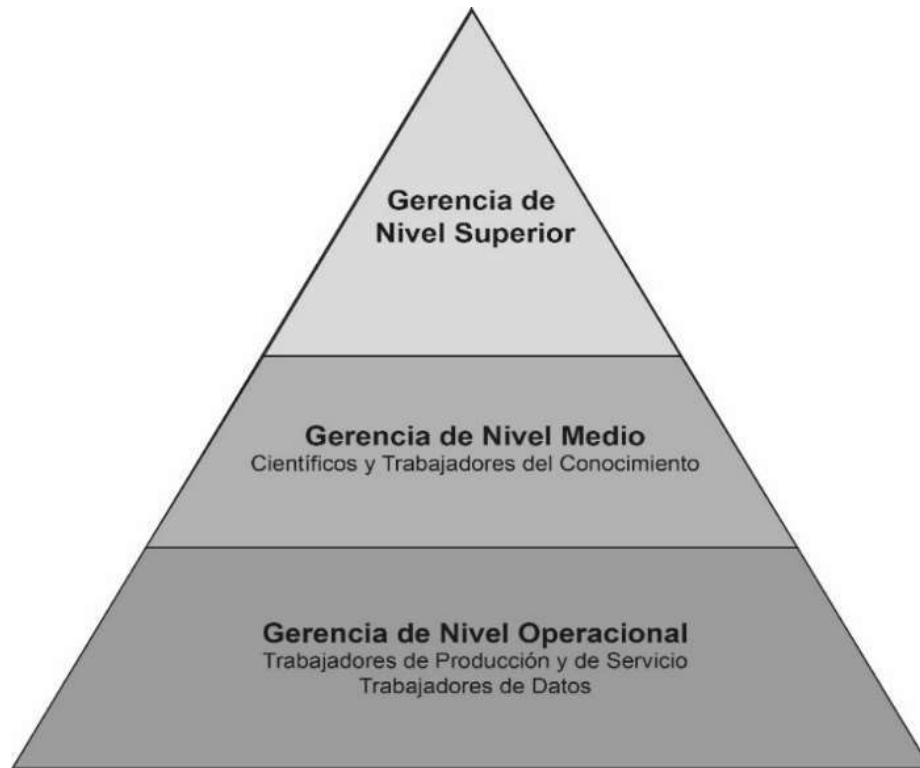 Gerencia de
Nivel Superior
Gerencia de Nivel Medio
Científicos y Trabajadores del Conocimiento
Gerencia de Nivel Operacional
Trabajadores de Producción y de Servicio
Trabajadores de Datos